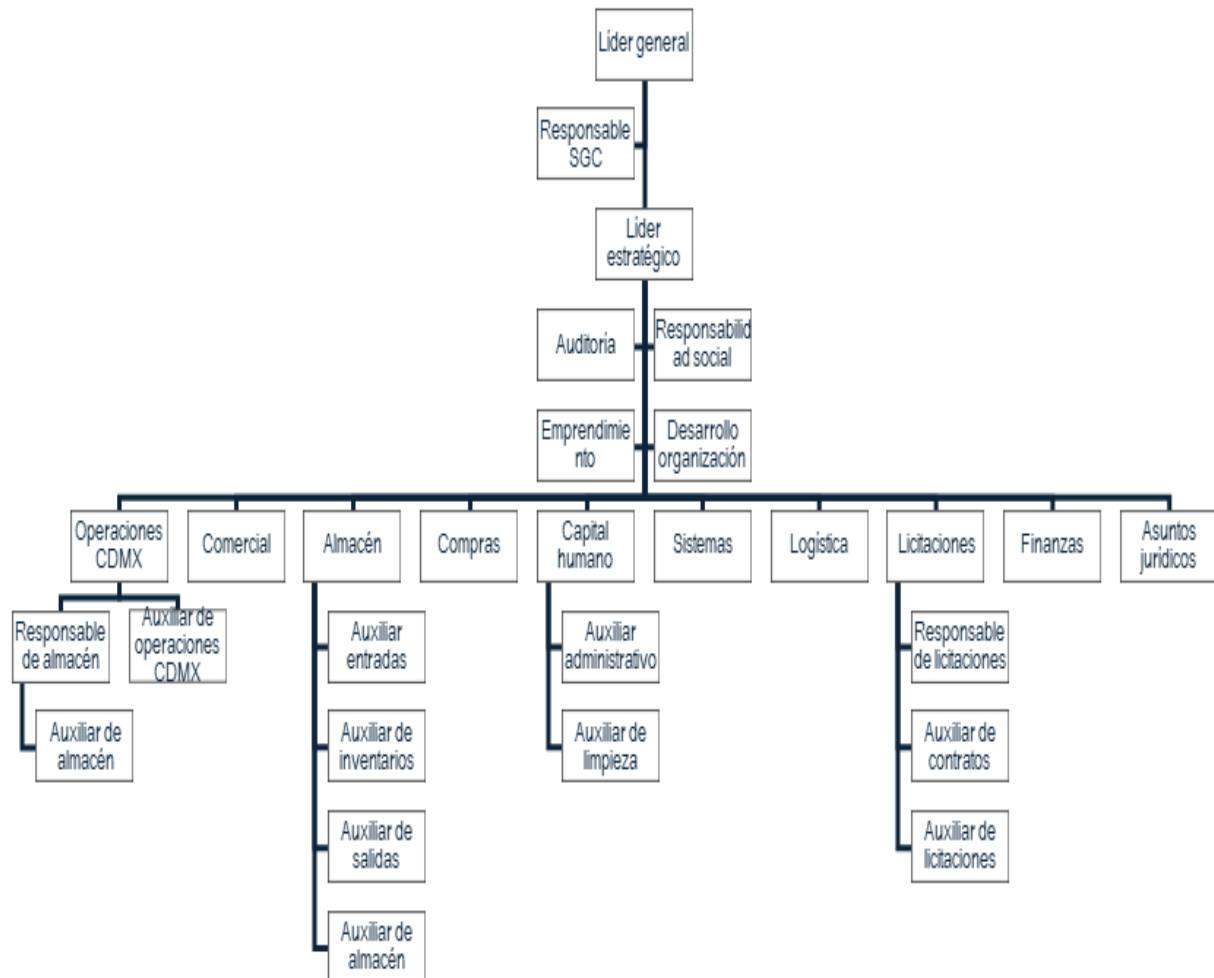 Líder general
Responsable
SGC
Líder
estratégico
Auditoría
Responsabilid
ad social
Emprendimie
nto
Desarrollo
organización
Operaciones
CDMX
Comercial
Almacén
Compras
Capital
humano
Sistemas
Logística
Licitaciones
Finanzas
Asuntos
jurídicos
Responsable
de almacén
Auxiliar de
operaciones
CDMX
Auxiliar
entradas
Auxiliar
administrativo
Responsable
de licitaciones
Auxiliar de
almacén
Auxiliar de
inventarios
Auxiliar de
limpieza
Auxiliar de
contratos
Auxiliar de
salidas
Auxiliar de
licitaciones
Auxiliar de
almacén